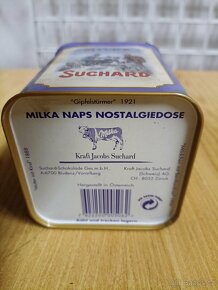 SUCHARD
"Gipfelstürmer" 1921
MILKA NAPS NOSTALGIEDOSE
Milka
Kraft Jacobs Suchard
Suchard-Schokolade Ges.m.b.H.
A-6700 Bludenz/Vorarlberg
Kraft Jacobs Suchard
(Schweiz) AG
CH - 8032 Zürich
Hergestellt in Österreich
Kühl und trocken lagern